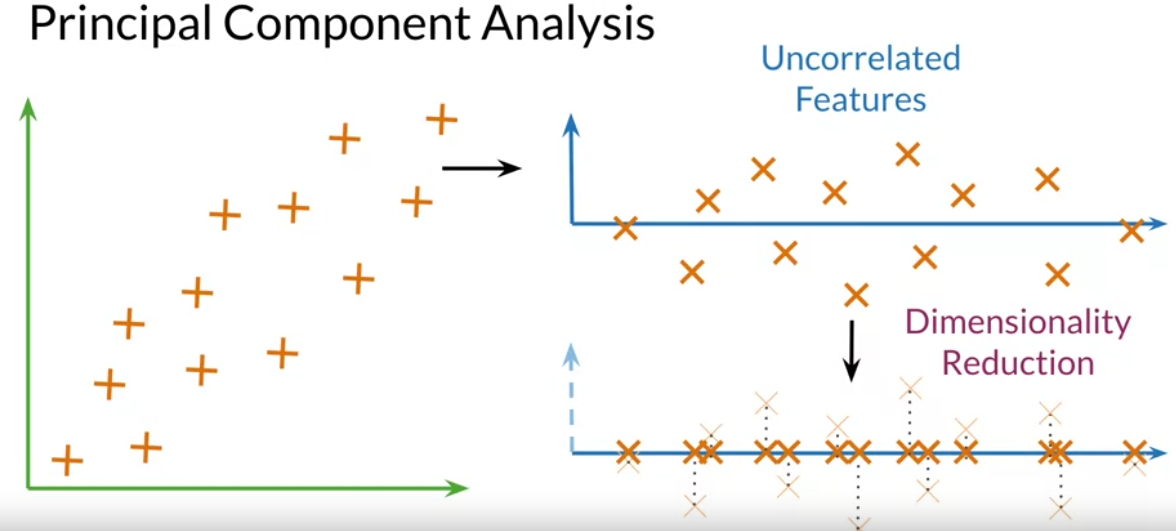 Principal Component Analysis
Uncorrelated
Features
Dimensionality
Reduction